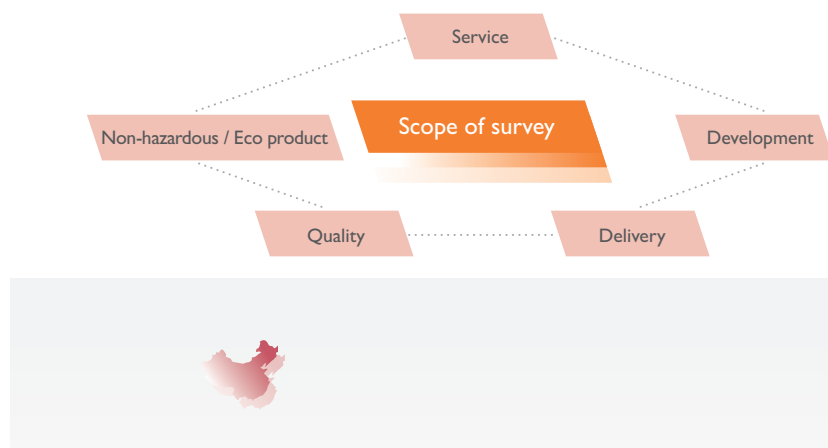 Service
Scope of survey
Non-hazardous / Eco product
Development
Quality
Delivery